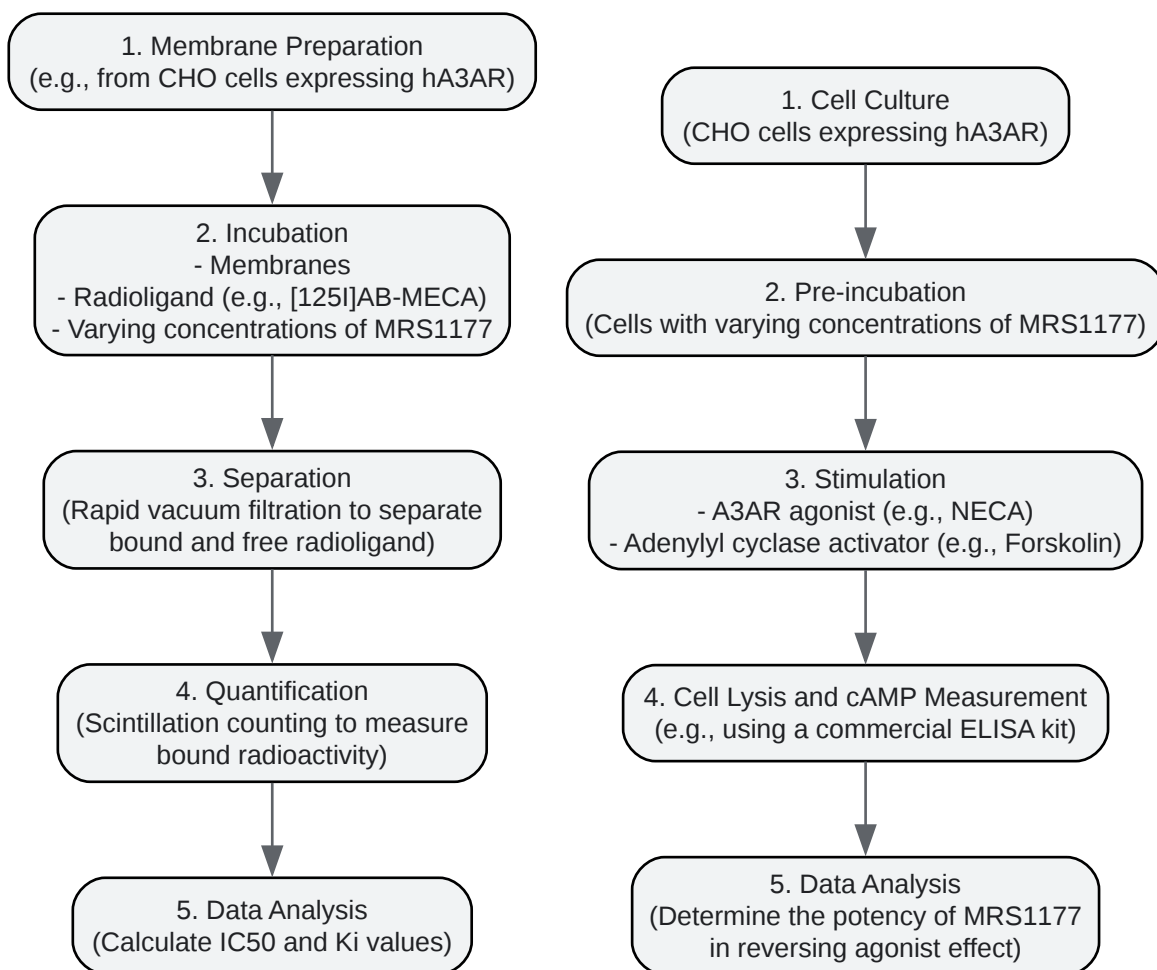 1. Membrane Preparation
(e.g., from CHO cells expressing hA3AR)
2. Incubation
- Membranes
- Radioligand (e.g., [125I]AB-MECA)
- Varying concentrations of MRS1177
3. Separation
(Rapid vacuum filtration to separate
bound and free radioligand)
4. Quantification
(Scintillation counting to measure
bound radioactivity)
5. Data Analysis
(Calculate IC50 and Ki values)
1. Cell Culture
(CHO cells expressing hA3AR)
2. Pre-incubation
(Cells with varying concentrations of MRS1177)
3. Stimulation
- A3AR agonist (e.g., NECA)
- Adenylyl cyclase activator (e.g., Forskolin)
4. Cell Lysis and cAMP Measurement
(e.g., using a commercial ELISA kit)
5. Data Analysis
(Determine the potency of MRS1177
in reversing agonist effect)